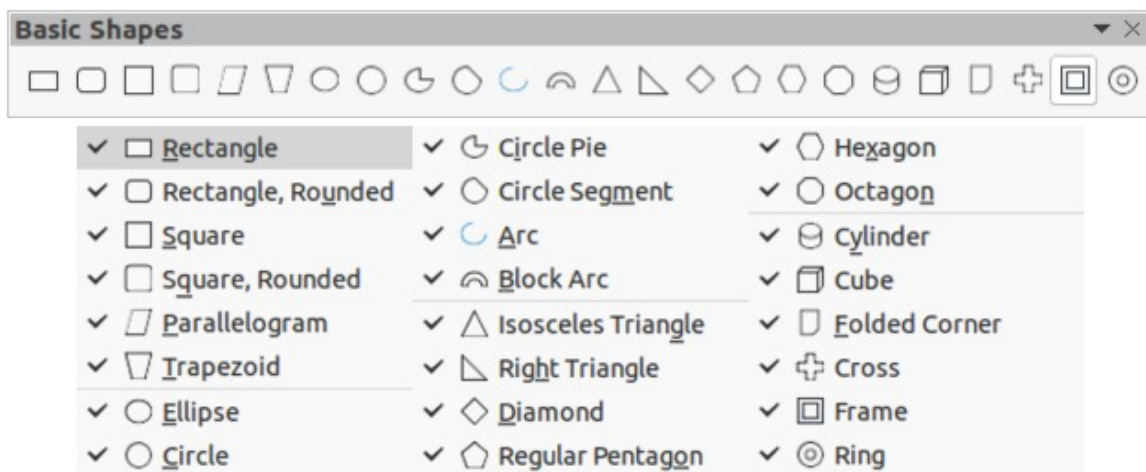 Basic Shapes
Rectangle
Rectangle, Rounded
Square
Square, Rounded
Parallelogram
Trapezoid
Ellipse
Circle
Circle Pie
Circle Segment
Arc
Block Arc
Isosceles Triangle
Right Triangle
Diamond
Regular Pentagon
Hexagon
Octagon
Cylinder
Cube
Folded Corner
Cross
Frame
Ring